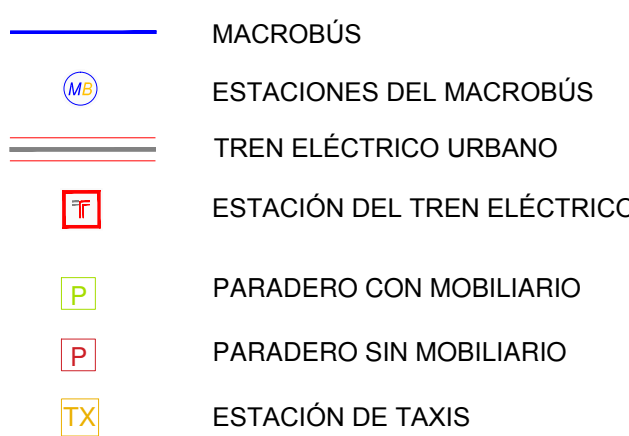 MACROBÚS
MB ESTACIONES DEL MACROBÚS
TREN ELÉCTRICO URBANO
ESTACIÓN DEL TREN ELÉCTRICO
P PARADERO CON MOBILIARIO
P PARADERO SIN MOBILIARIO
TX ESTACIÓN DE TAXIS